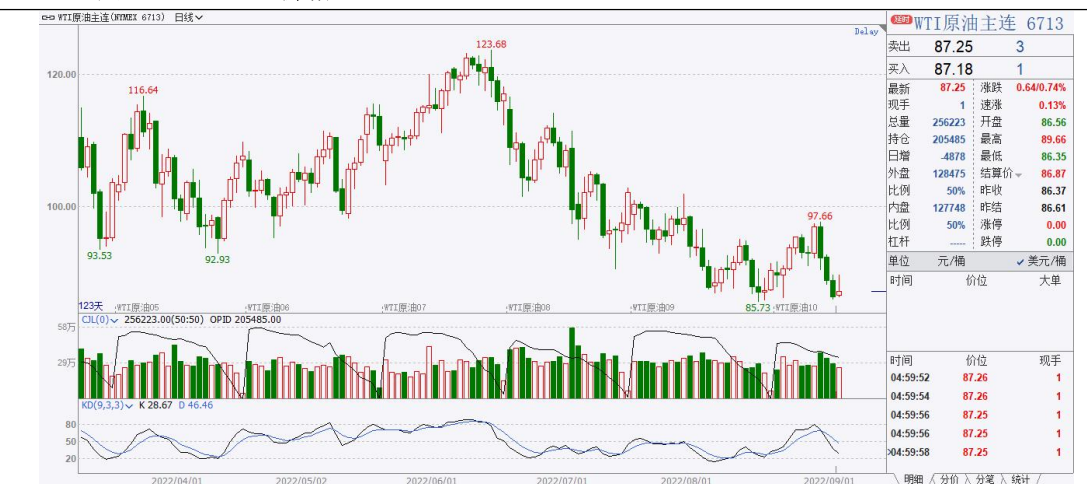 WTI原油主连(NYMEX 6713) 日线
Delay
123.68
120.00
116.64
100.00
97.66
93.53
92.93
85.73
123天 WTI原油05 WTI原油06 WTI原油07 WTI原油08 WTI原油09 WTI原油10
CJL(0) 256223.00(50:50) OPID 205485.00
58万
29万
KD(9,3,3) K 28.67 D 46.46
80
50
20
2022/04/01 2022/05/02 2022/06/01 2022/07/01 2022/08/01 2022/09/01
延时 WTI原油主连 6713
卖出 87.25 3
买入 87.18 1
最新 87.25 涨跌 0.64/0.74%
现手 1 速涨 0.13%
总量 256223 开盘 86.56
持仓 205485 最高 89.66
日增 -4878 最低 86.35
外盘 128475 结算价 86.87
比例 50% 昨收 86.37
内盘 127748 昨结 86.61
比例 50% 涨停 0.00
杠杆 ----- 跌停 0.00
单位 元/桶 ✓美元/桶
时间 价位 大单
时间 价位 现手
04:59:52 87.26 1
04:59:54 87.26 1
04:59:56 87.25 1
04:59:56 87.25 1
04:59:58 87.25 1
明细 分价 分笔 统计